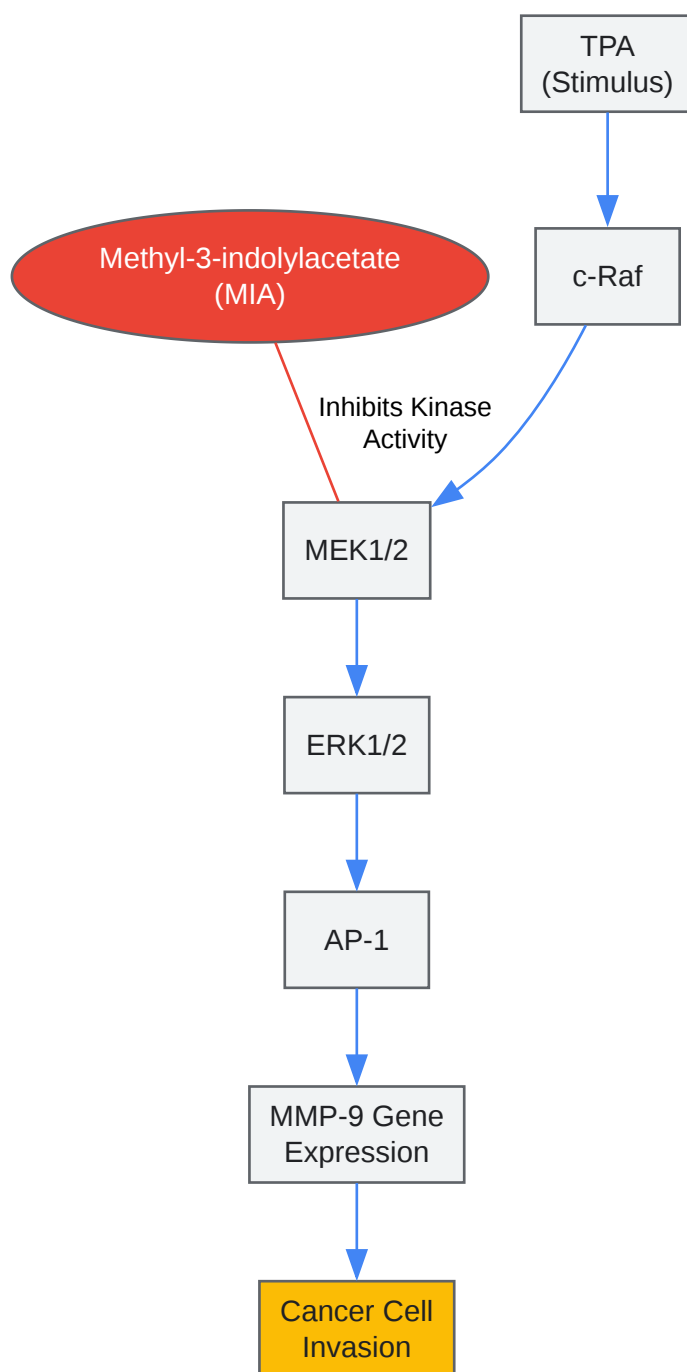 TPA
(Stimulus)
Methyl-3-indolylacetate
(MIA)
c-Raf
Inhibits Kinase
Activity
MEK1/2
ERK1/2
AP-1
MMP-9 Gene
Expression
Cancer Cell
Invasion